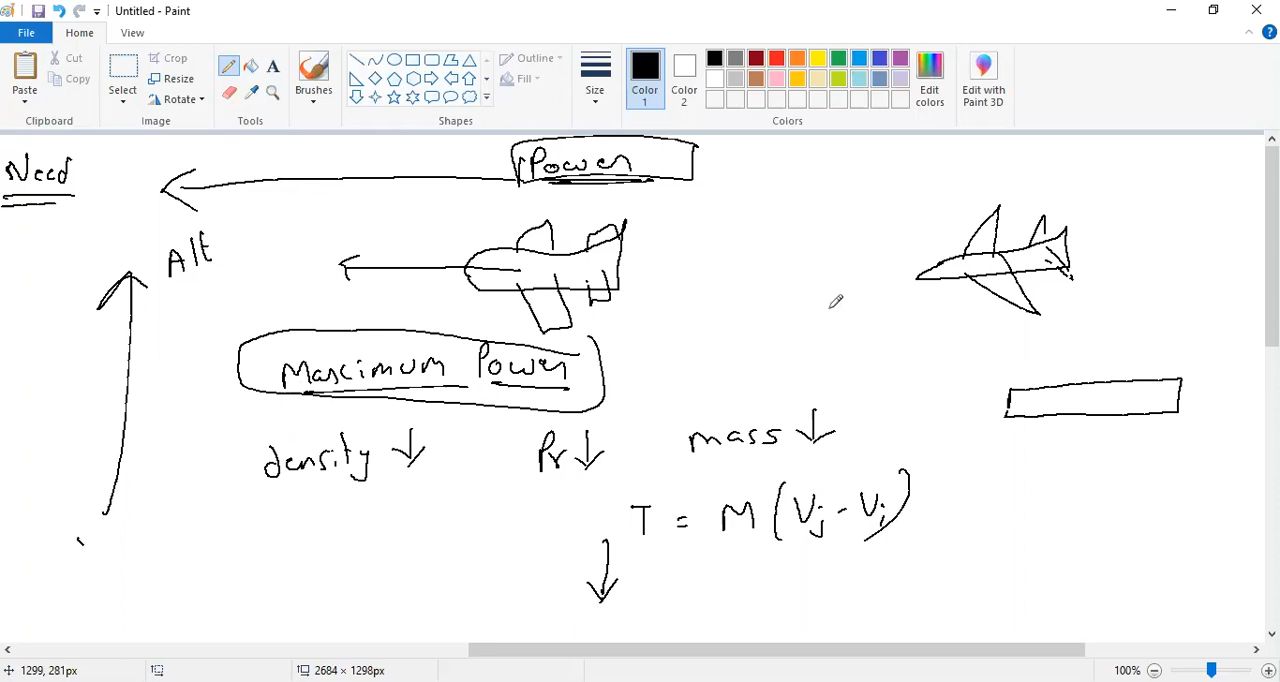 Untitled - Paint
File
Home
View
Paste
Cut
Copy
Clipboard
Select
Crop
Resize
Rotate
Image
A
Tools
Brushes
Outline
Fill
Shapes
Size
Color 1
Color 2
Edit colors
Edit with Paint 3D
Colors
Need
Power
Alt
Maximum Power
density
Pr
mass
T = M (Vj - Vi)
1299, 281px
2684 × 1298px
100%